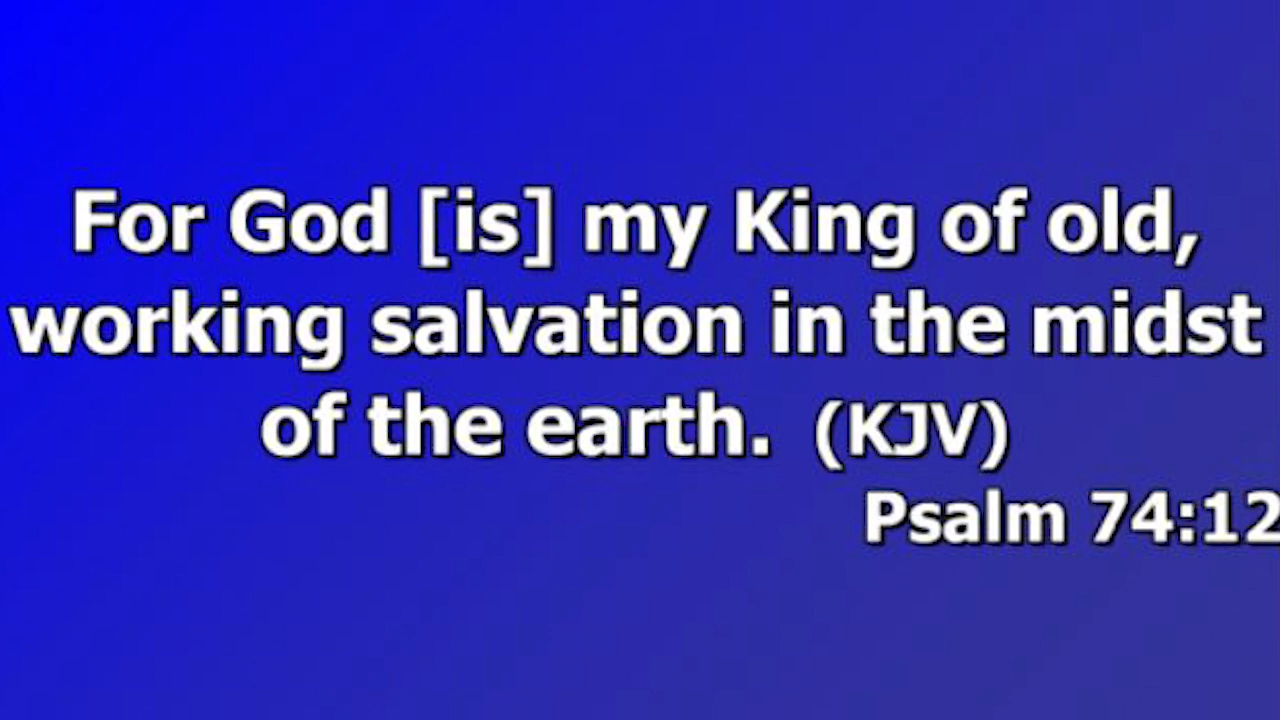 For God [is] my King of old,
working salvation in the midst
of the earth. (KJV)
Psalm 74:12